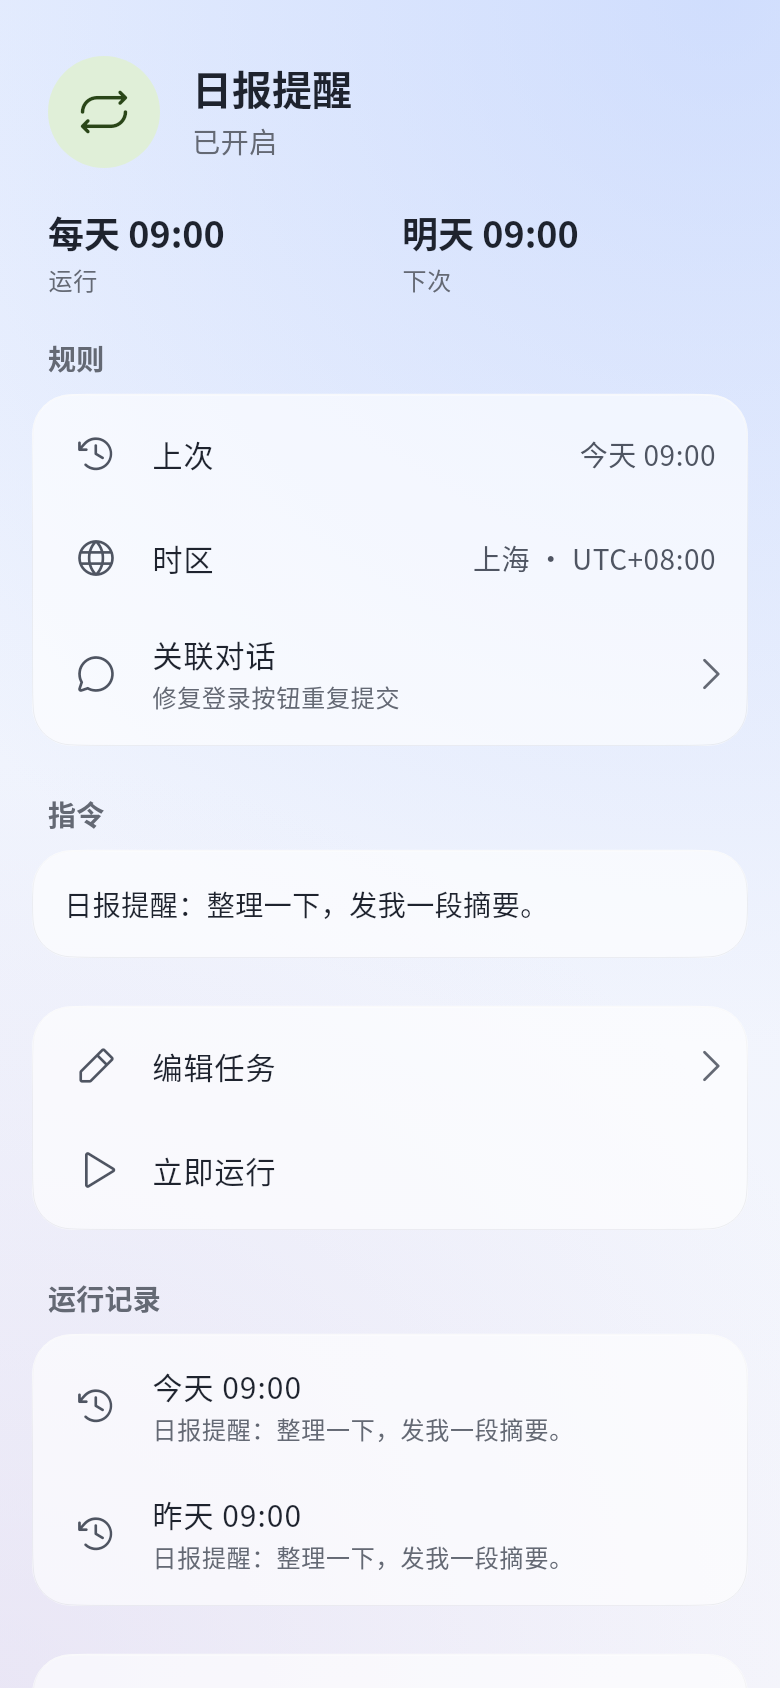 日报提醒
已开启
每天 09:00
明天 09:00
运行
下次
规则
上次
今天 09:00
时区
上海 · UTC+08:00
关联对话
修复登录按钮重复提交
指令
日报提醒：整理一下，发我一段摘要。
编辑任务
立即运行
运行记录
今天 09:00
日报提醒：整理一下，发我一段摘要。
昨天 09:00
日报提醒：整理一下，发我一段摘要。